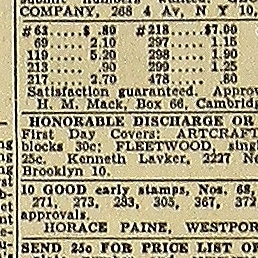 COMPANY, 268 4 Av, N Y 10,
# 63 .... $ .80 # 218 .... $7.00
69 .... 2.10 297 .... 1.15
119 .... 5.20 298 .... 1.90
213 .... .35 301 .... 1.25
217 .... 2.70 478 .... .80
Satisfaction guaranteed. Approv
H. M. Mack, Box 66, Cambridg
HONORABLE DISCHARGE OR
First Day Covers: ARTCRAFT
blocks 30c; FLEETWOOD, singl
25c. Kenneth Lavker, 2227 Ne
Brooklyn 10.
10 GOOD early stamps, Nos. 68,
271, 273, 283, 305, 367, 372
approvals.
HORACE PAINE, WESTPOR
SEND 25c FOR PRICE LIST OF